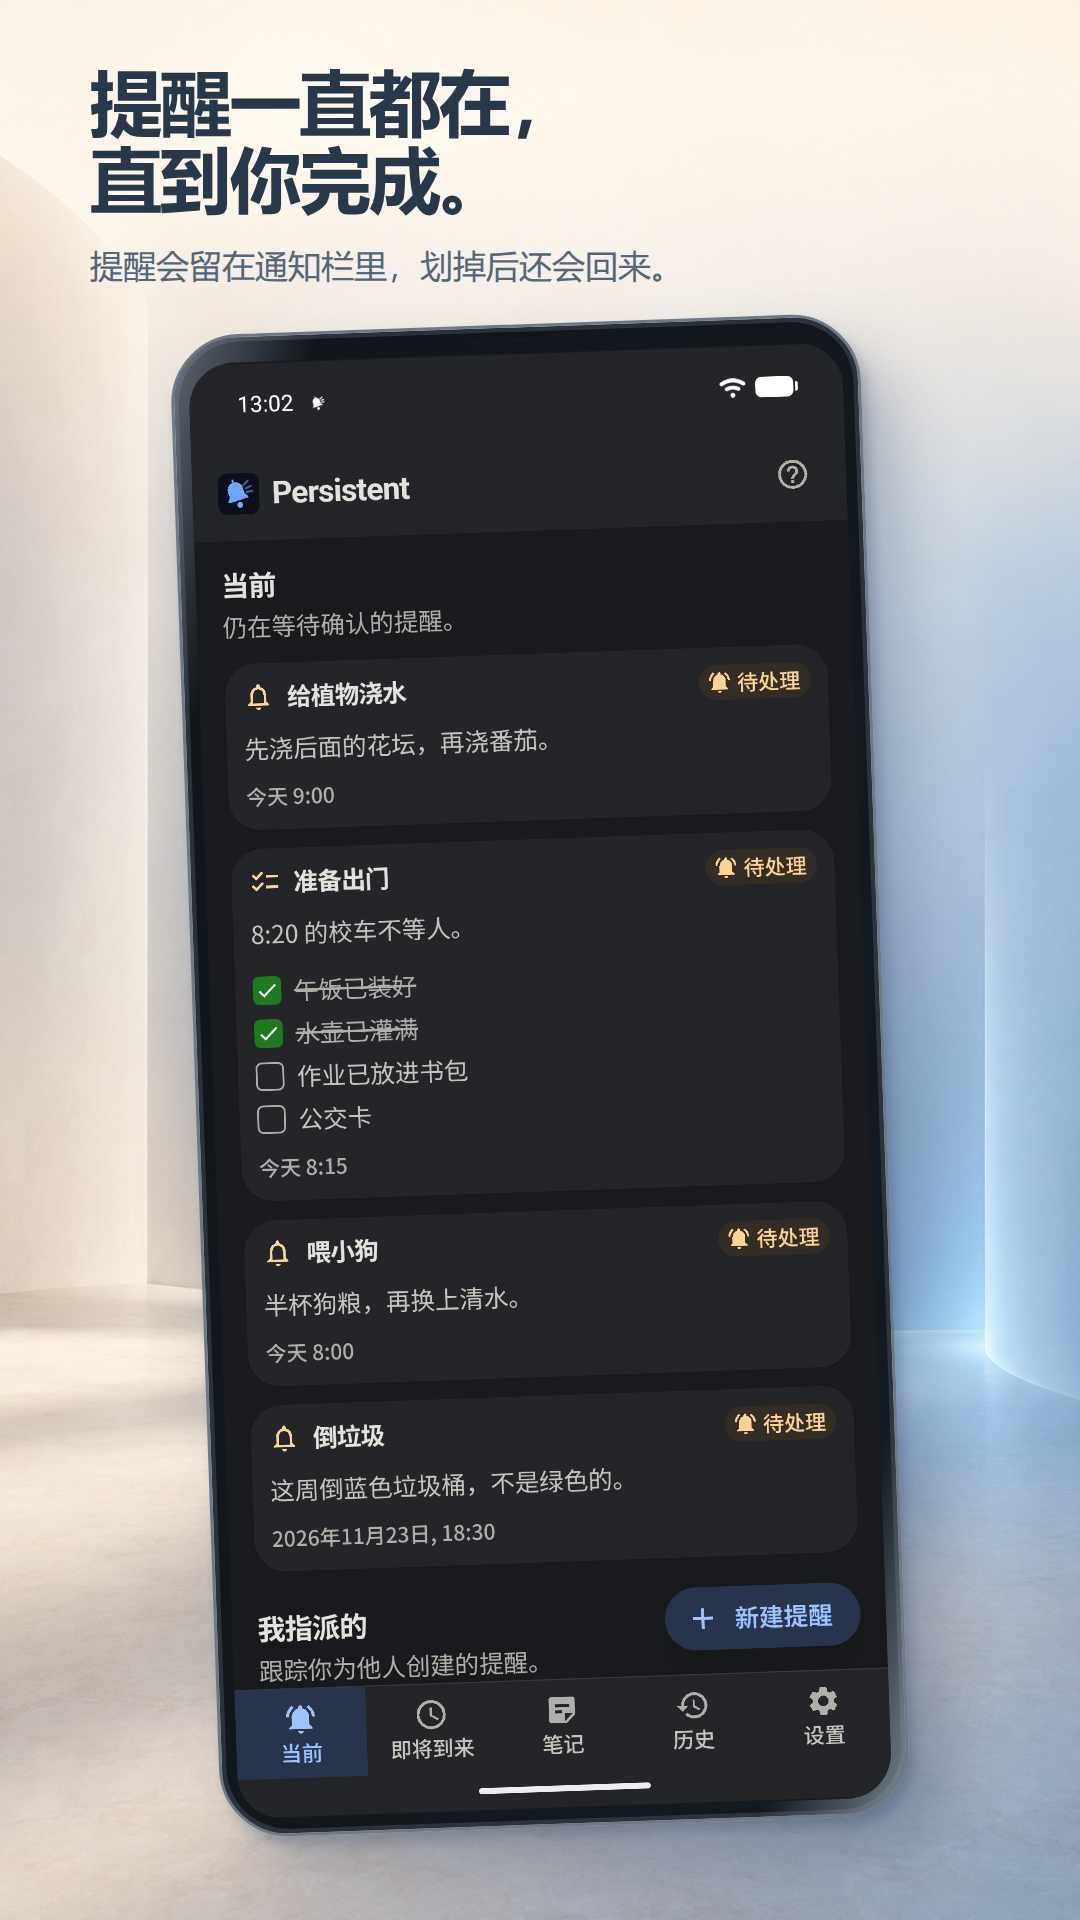 提醒一直都在，
直到你完成。
提醒会留在通知栏里，划掉后还会回来。
13:02
Persistent
当前
仍在等待确认的提醒。
给植物浇水
待处理
先浇后面的花坛，再浇番茄。
今天 9:00
准备出门
待处理
8:20 的校车不等人。
午饭已装好
水壶已灌满
作业已放进书包
公交卡
今天 8:15
喂小狗
待处理
半杯狗粮，再换上清水。
今天 8:00
倒垃圾
待处理
这周倒蓝色垃圾桶，不是绿色的。
2026年11月23日, 18:30
我指派的
新建提醒
跟踪你为他人创建的提醒。
当前
即将到来
笔记
历史
设置